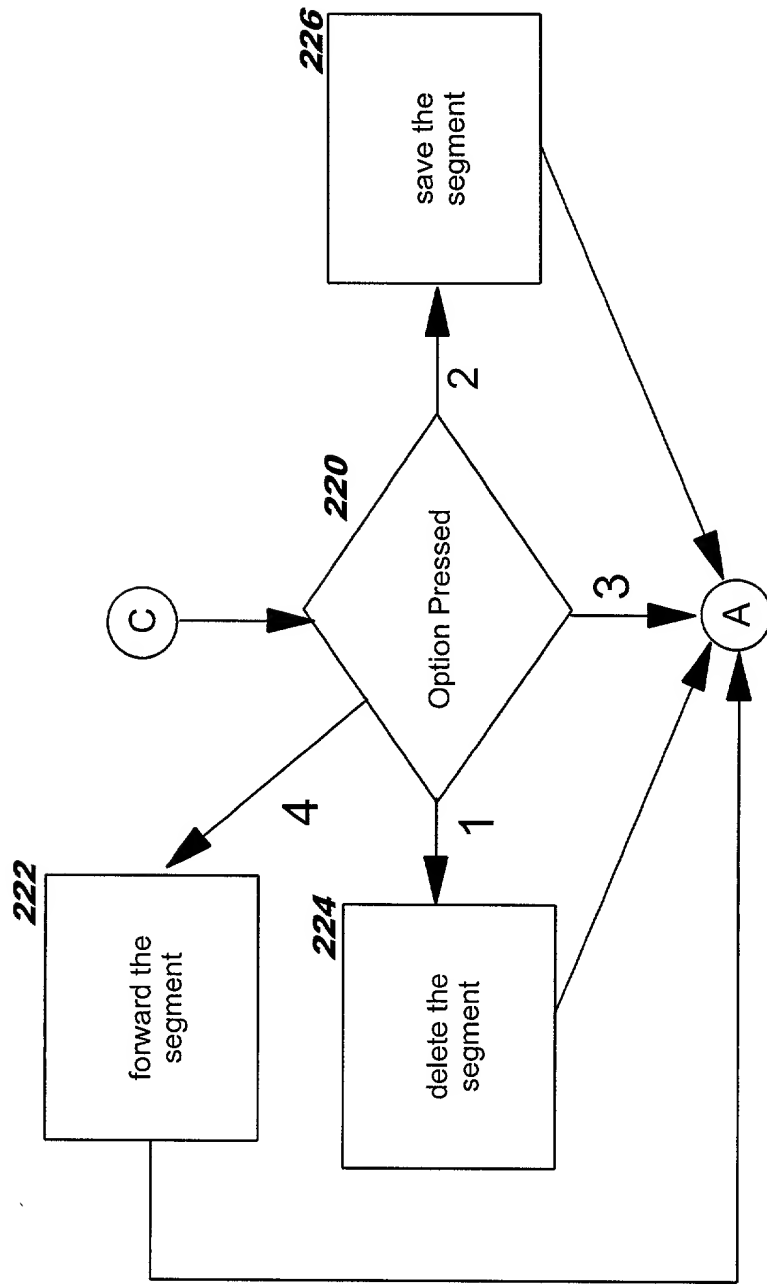 222
forward the
segment
C
4
220
Option Pressed
226
save the
segment
224
delete the
segment
1
2
3
A